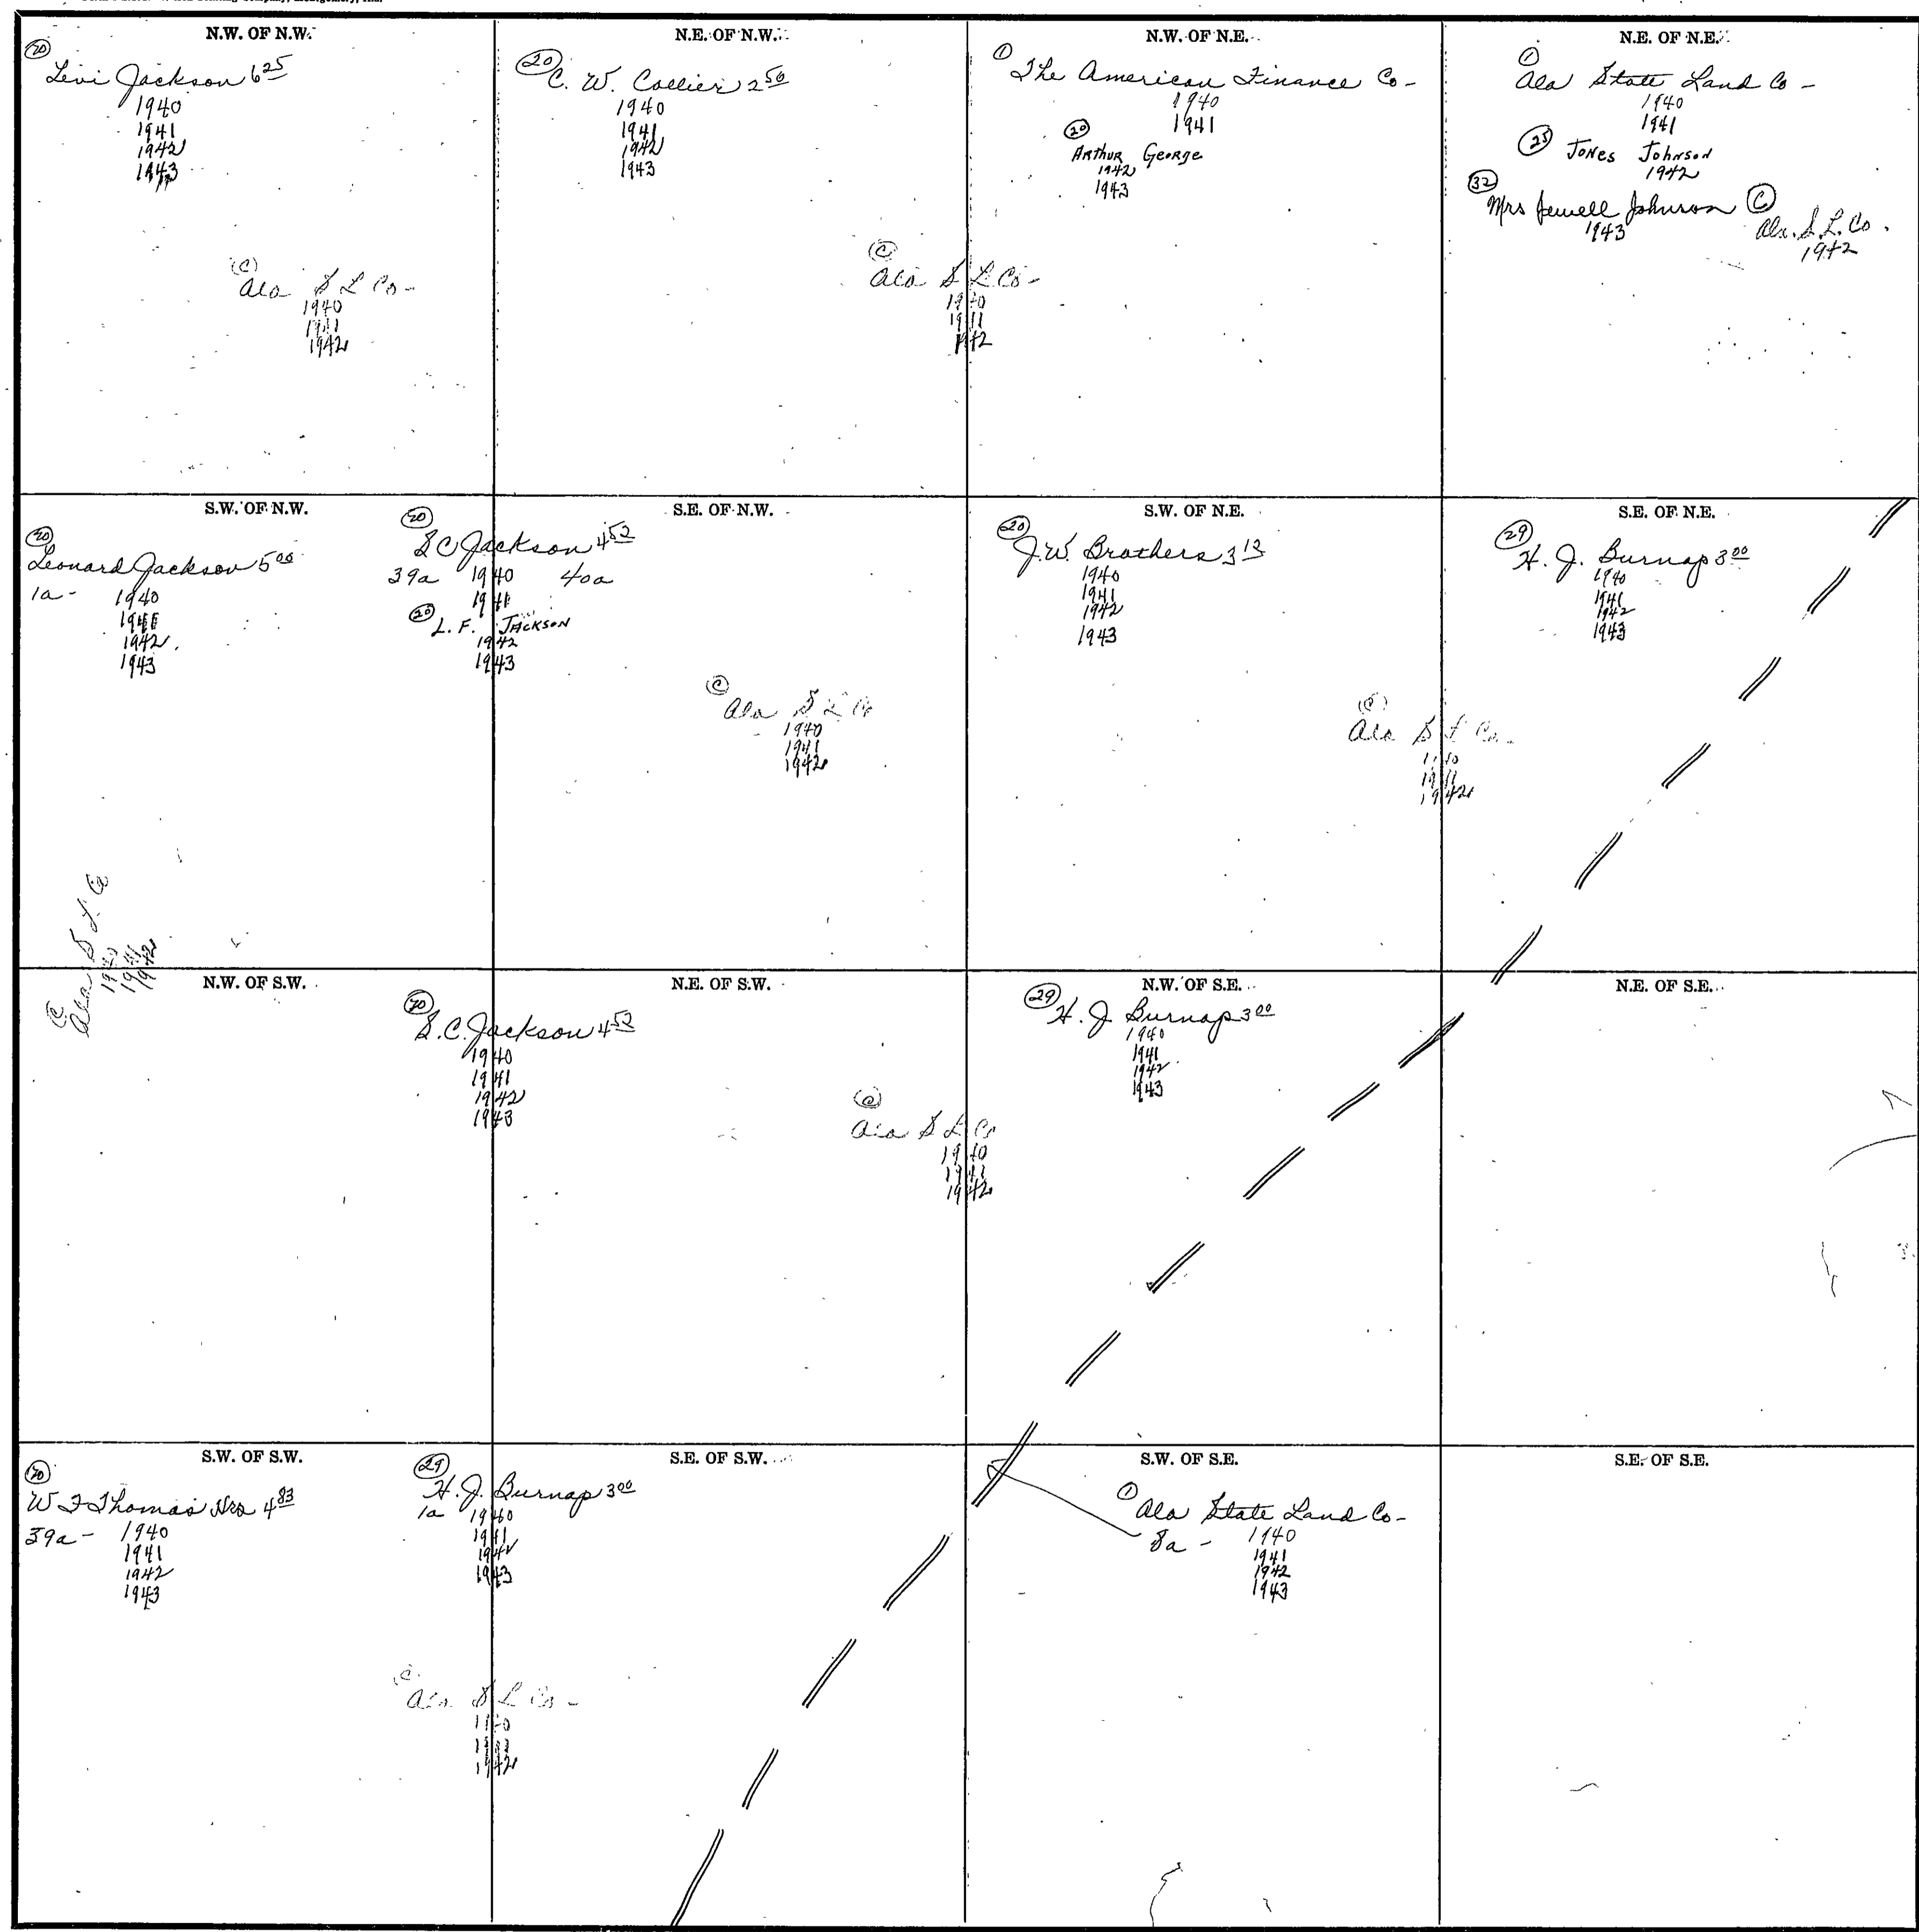 N.W. OF N.W.
(20)
Levi Jackson 6 25
1940
1941
1942
1943
(C)
Ala S L Co -
1940
1941
1942
N.E. OF N.W.
(20)
C. W. Collier 2 50
1940
1941
1942
1943
(C)
Ala S L Co -
1940
1941
1942
N.W. OF N.E.
(1)
The American Finance Co -
1940
1941
(20)
Arthur George
1942
1943
N.E. OF N.E.
(1)
Ala State Land Co -
1940
1941
(25)
Jones Johnson
1942
(32)
Mrs Jewell Johnson
1943
(C)
Ala. S. L. Co.
1942
S.W. OF N.W.
(20)
Leonard Jackson 5 00
1a - 1940
1941
1942
1943
(C)
Ala S L Co
1940
1941
1942
S.E. OF N.W.
(20)
S C Jackson 4 52
39a 1940 40a
1941
(20)
L. F. Jackson
1942
1943
(C)
Ala S L Co
1940
1941
1942
S.W. OF N.E.
(20)
J. W. Brothers 3 13
1940
1941
1942
1943
(C)
Ala S L Co -
1940
1941
1942
S.E. OF N.E.
(29)
H. J. Burnap 3 00
1940
1941
1942
1943
N.W. OF S.W.
(20)
S. C. Jackson 4 52
1940
1941
1942
1943
N.E. OF S.W.
(C)
Ala S L Co
1940
1941
1942
N.W. OF S.E.
(29)
H. J. Burnap 3 00
1940
1941
1942
1943
N.E. OF S.E.
S.W. OF S.W.
(20)
W F Thomas Hrs 4 83
39a - 1940
1941
1942
1943
S.E. OF S.W.
(29)
H. J. Burnap 3 00
1a 1940
1941
1942
1943
(C)
Ala S L Co -
1940
1941
1942
S.W. OF S.E.
(1)
Ala State Land Co -
8a - 1940
1941
1942
1943
S.E. OF S.E.